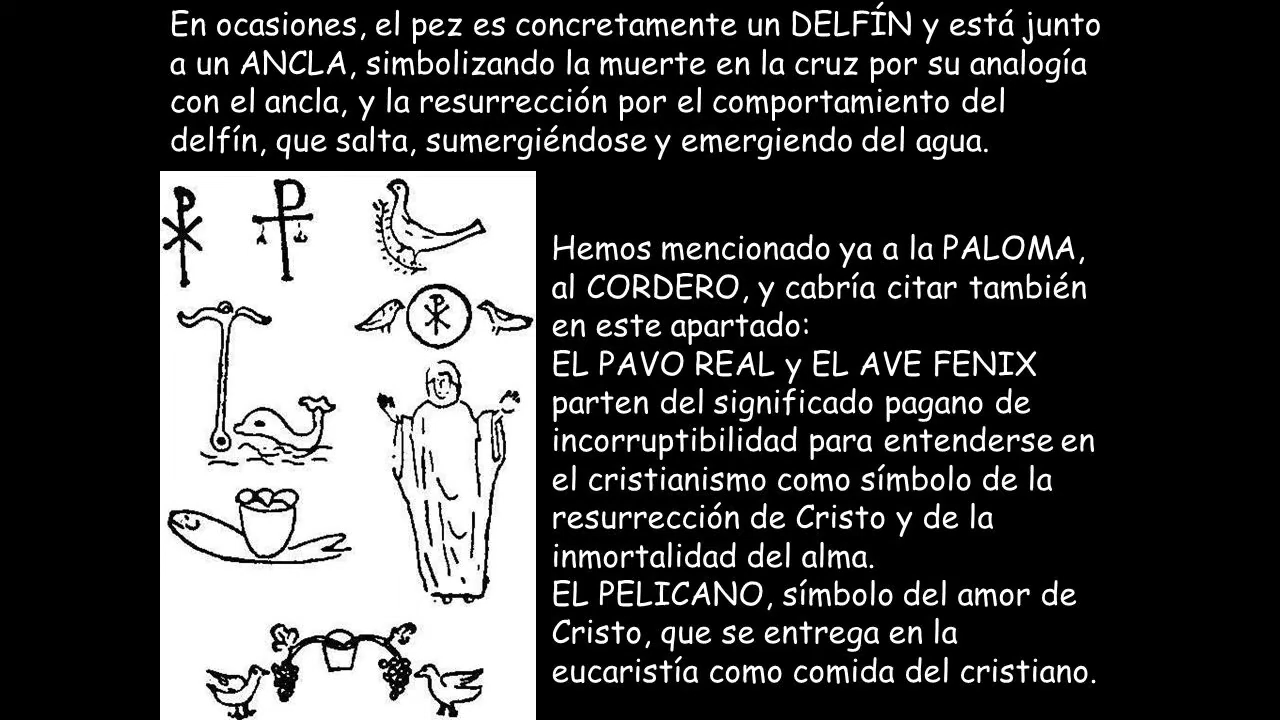 En ocasiones, el pez es concretamente un DELFÍN y está junto
a un ANCLA, simbolizando la muerte en la cruz por su analogía
con el ancla, y la resurrección por el comportamiento del
delfín, que salta, sumergiéndose y emergiendo del agua.
Hemos mencionado ya a la PALOMA,
al CORDERO, y cabría citar también
en este apartado:
EL PAVO REAL y EL AVE FENIX
parten del significado pagano de
incorruptibilidad para entenderse en
el cristianismo como símbolo de la
resurrección de Cristo y de la
inmortalidad del alma.
EL PELICANO, símbolo del amor de
Cristo, que se entrega en la
eucaristía como comida del cristiano.